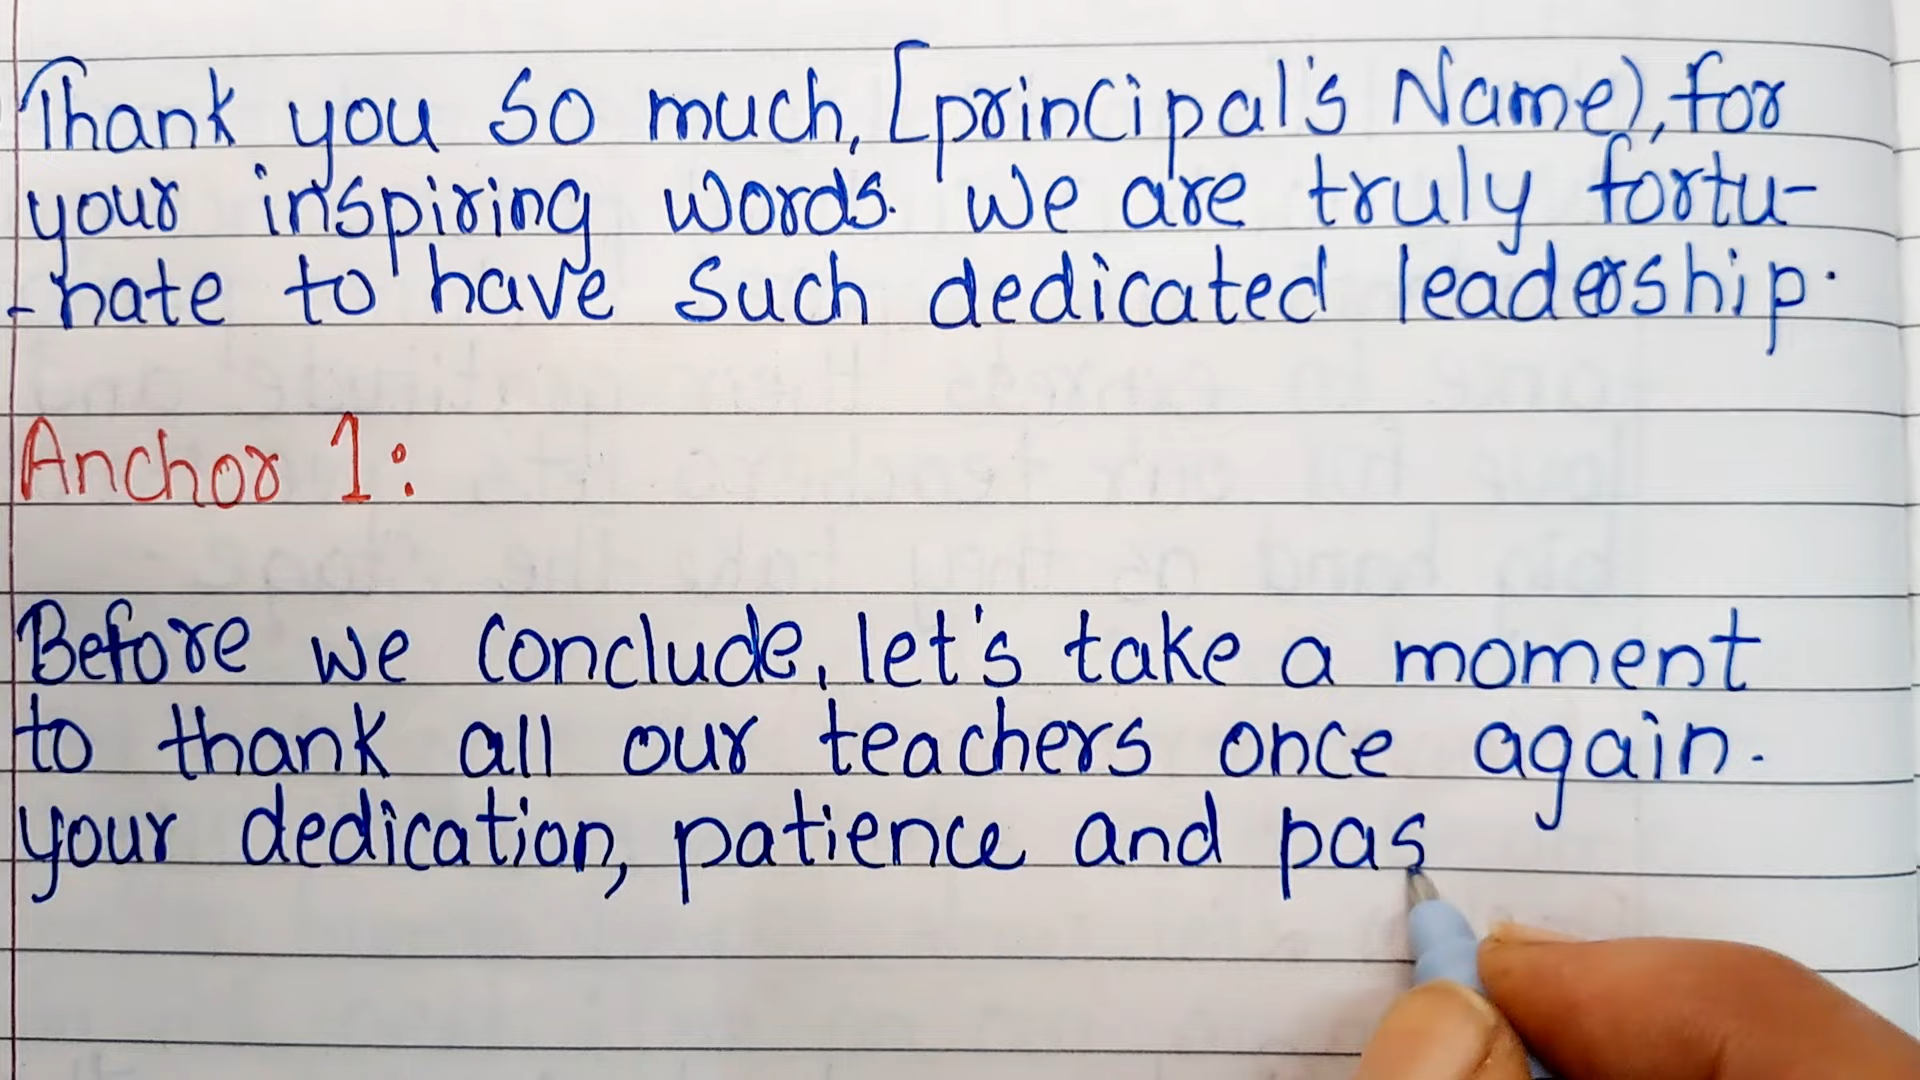 Thank you so much, [principal's Name), for
your inspiring words. We are truly fortu-
-nate to have such dedicated leadership.
Anchor 1:
Before we conclude, let's take a moment
to thank all our teachers once again.
your dedication, patience and pas